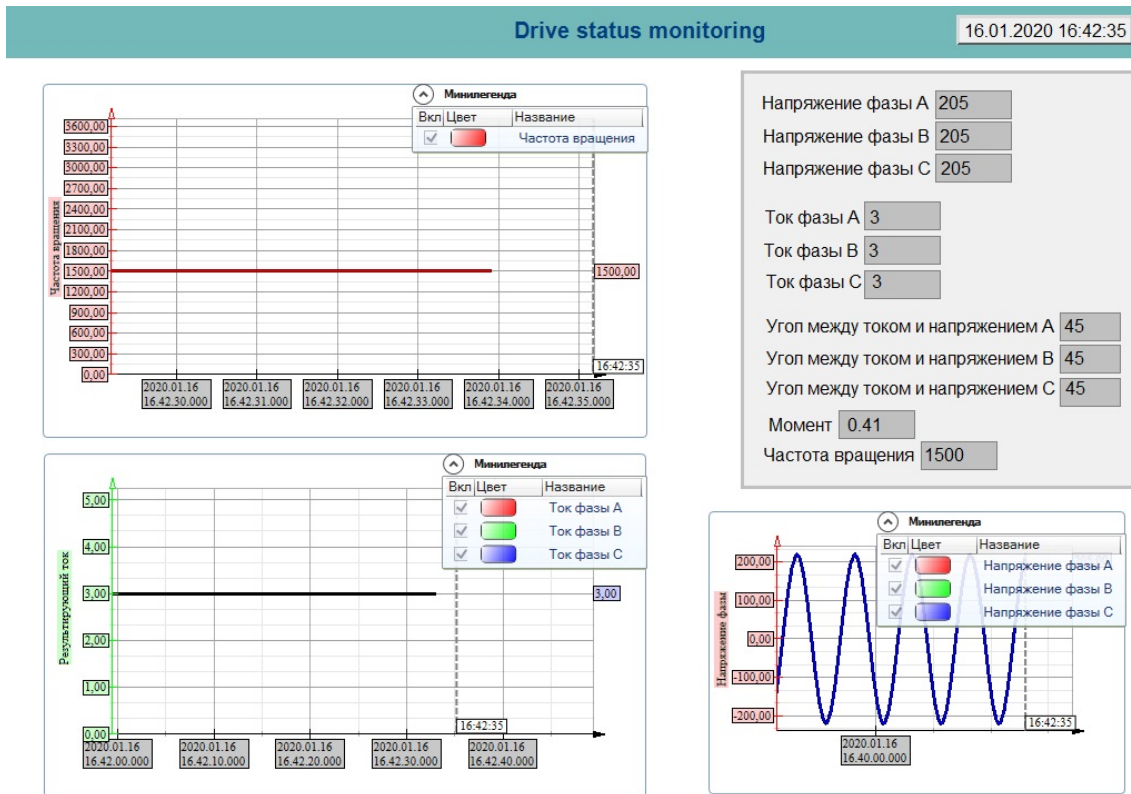 Drive status monitoring
16.01.2020 16:42:35
Минилегенда
Вкл Цвет Название
Частота вращения
3600,00
3300,00
3000,00
2700,00
2400,00
2100,00
1800,00
1500,00
1200,00
900,00
600,00
300,00
0,00
Частота вращения
1500,00
16:42:35
2020.01.16 2020.01.16 2020.01.16 2020.01.16 2020.01.16 2020.01.16
16.42.30.000 16.42.31.000 16.42.32.000 16.42.33.000 16.42.34.000 16.42.35.000
Напряжение фазы А 205
Напряжение фазы В 205
Напряжение фазы С 205
Ток фазы А 3
Ток фазы В 3
Ток фазы С 3
Угол между током и напряжением А 45
Угол между током и напряжением В 45
Угол между током и напряжением С 45
Момент 0.41
Частота вращения 1500
Минилегенда
Вкл Цвет Название
Ток фазы А
Ток фазы В
Ток фазы С
5,00
4,00
3,00
2,00
1,00
0,00
Результирующий ток
3,00
16:42:35
2020.01.16 2020.01.16 2020.01.16 2020.01.16 2020.01.16
16.42.00.000 16.42.10.000 16.42.20.000 16.42.30.000 16.42.40.000
Минилегенда
Вкл Цвет Название
Напряжение фазы А
Напряжение фазы В
Напряжение фазы С
200,00
100,00
0,00
-100,00
-200,00
Напряжение фазы
16:42:35
2020.01.16
16.40.00.000